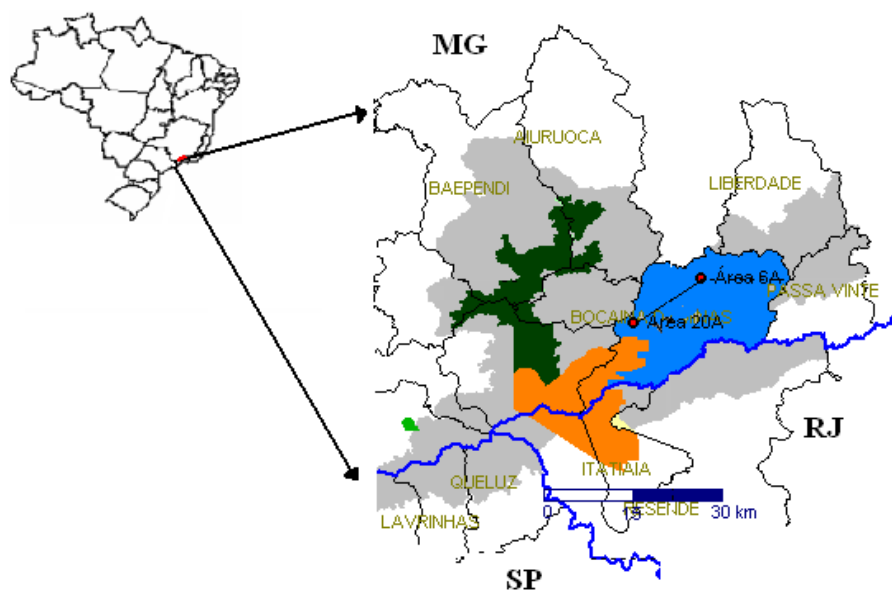 MG
AIURUOCA
BAEPENDI
LIBERDADE
Área 6A
PASSA VINTE
BOCAINA
Área 20A
RJ
ITATIAIA
QUELUZ
RESENDE
0
15
30 km
LAVRINHAS
SP